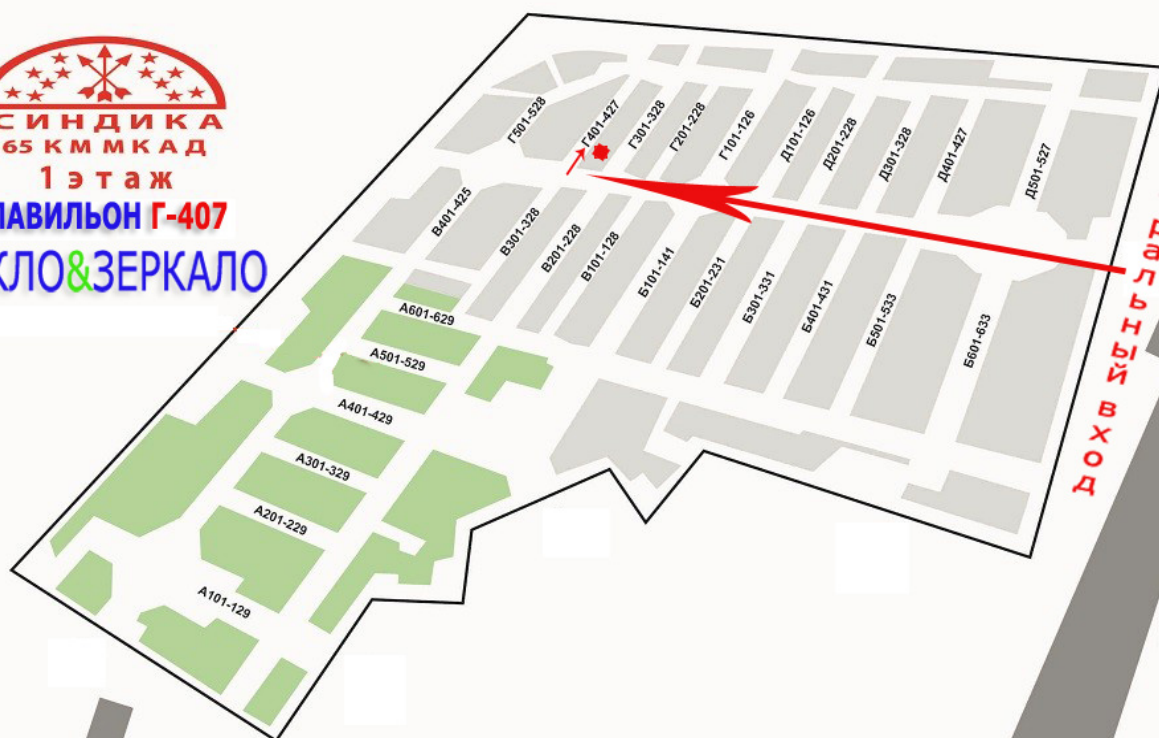 СИНДИКА
65 КМ МКАД
1 этаж
ПАВИЛЬОН Г-407
КЛО&ЗЕРКАЛО
Г501-528
Г401-427
Г301-328
Г201-228
Г101-126
Д101-126
Д201-228
Д301-328
Д401-427
Д501-527
В401-425
В301-328
В201-228
В101-128
Б101-141
Б201-231
Б301-331
Б401-431
Б501-533
Б601-633
А601-629
А501-529
А401-429
А301-329
А201-229
А101-129
ральный вход